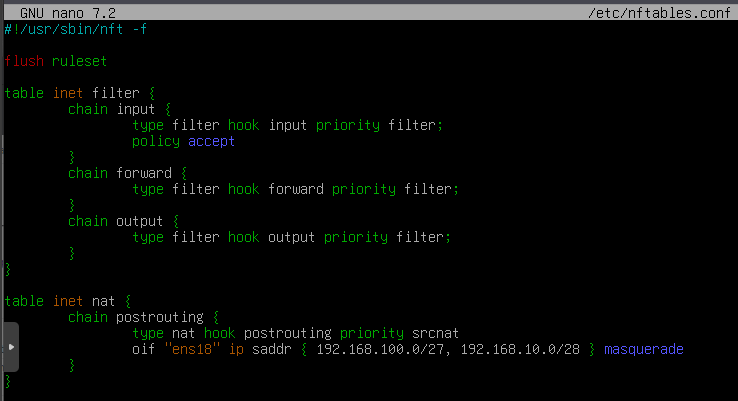 GNU nano 7.2 /etc/nftables.conf
#!/usr/sbin/nft -f
flush ruleset
table inet filter {
chain input {
type filter hook input priority filter;
policy accept
}
chain forward {
type filter hook forward priority filter;
}
chain output {
type filter hook output priority filter;
}
}
table inet nat {
chain postrouting {
type nat hook postrouting priority srcnat
oif "ens18" ip saddr { 192.168.100.0/27, 192.168.10.0/28 } masquerade
}
}